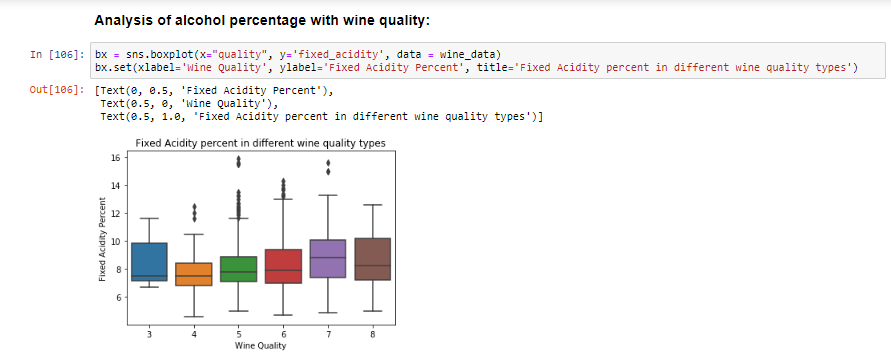 Analysis of alcohol percentage with wine quality:
In [106]: bx = sns.boxplot(x="quality", y='fixed_acidity', data = wine_data)
bx.set(xlabel='Wine Quality', ylabel='Fixed Acidity Percent', title='Fixed Acidity percent in different wine quality types')
Out[106]: [Text(0, 0.5, 'Fixed Acidity Percent'),
Text(0.5, 0, 'Wine Quality'),
Text(0.5, 1.0, 'Fixed Acidity percent in different wine quality types')]
Fixed Acidity percent in different wine quality types
16
14
12
10
8
6
Fixed Acidity Percent
3 4 5 6 7 8
Wine Quality